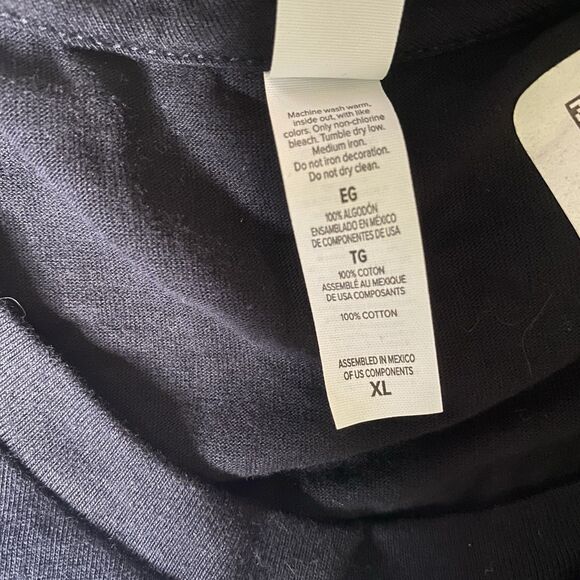 Machine wash warm,
inside out, with like
colors. Only non-chlorine
bleach. Tumble dry low.
Medium iron.
Do not iron decoration.
Do not dry clean.
EG
100% ALGODÓN
ENSAMBLADO EN MÉXICO
DE COMPONENTES DE USA
TG
100% COTON
ASSEMBLÉ AU MEXIQUE
DE USA COMPOSANTS
100% COTTON
ASSEMBLED IN MEXICO
OF US COMPONENTS
XL